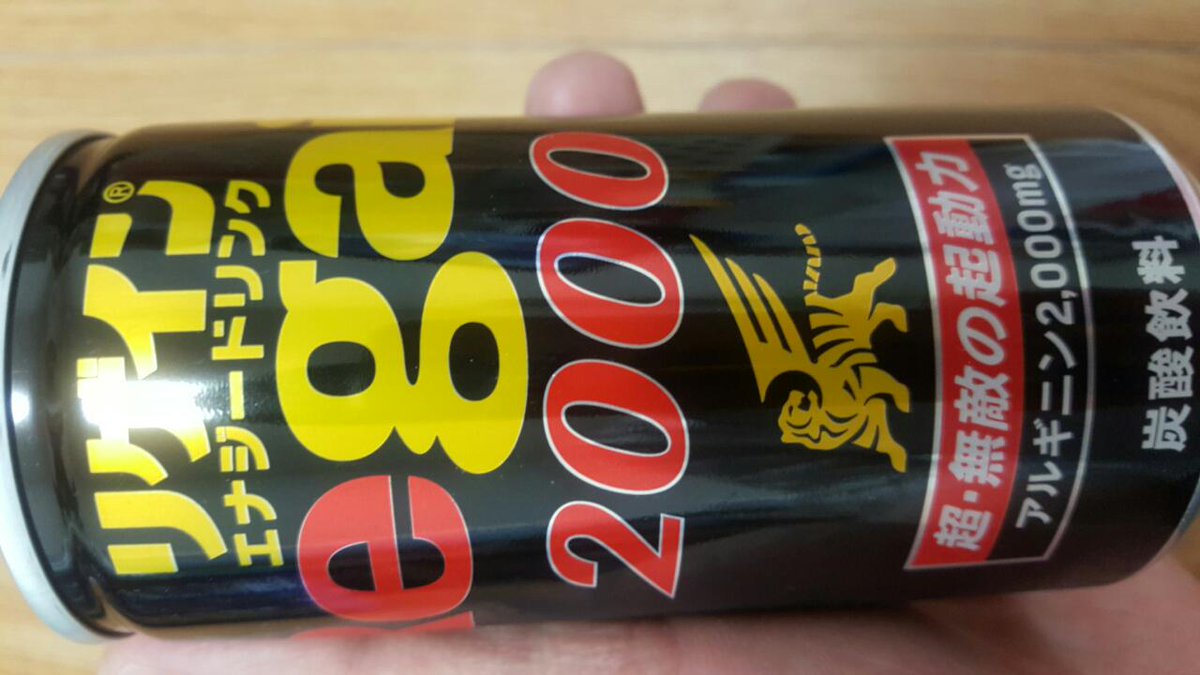 リゲイン®
エナジードリンク
Rega
2000
超・無敵の起動力
アルギニン2,000mg
炭酸飲料